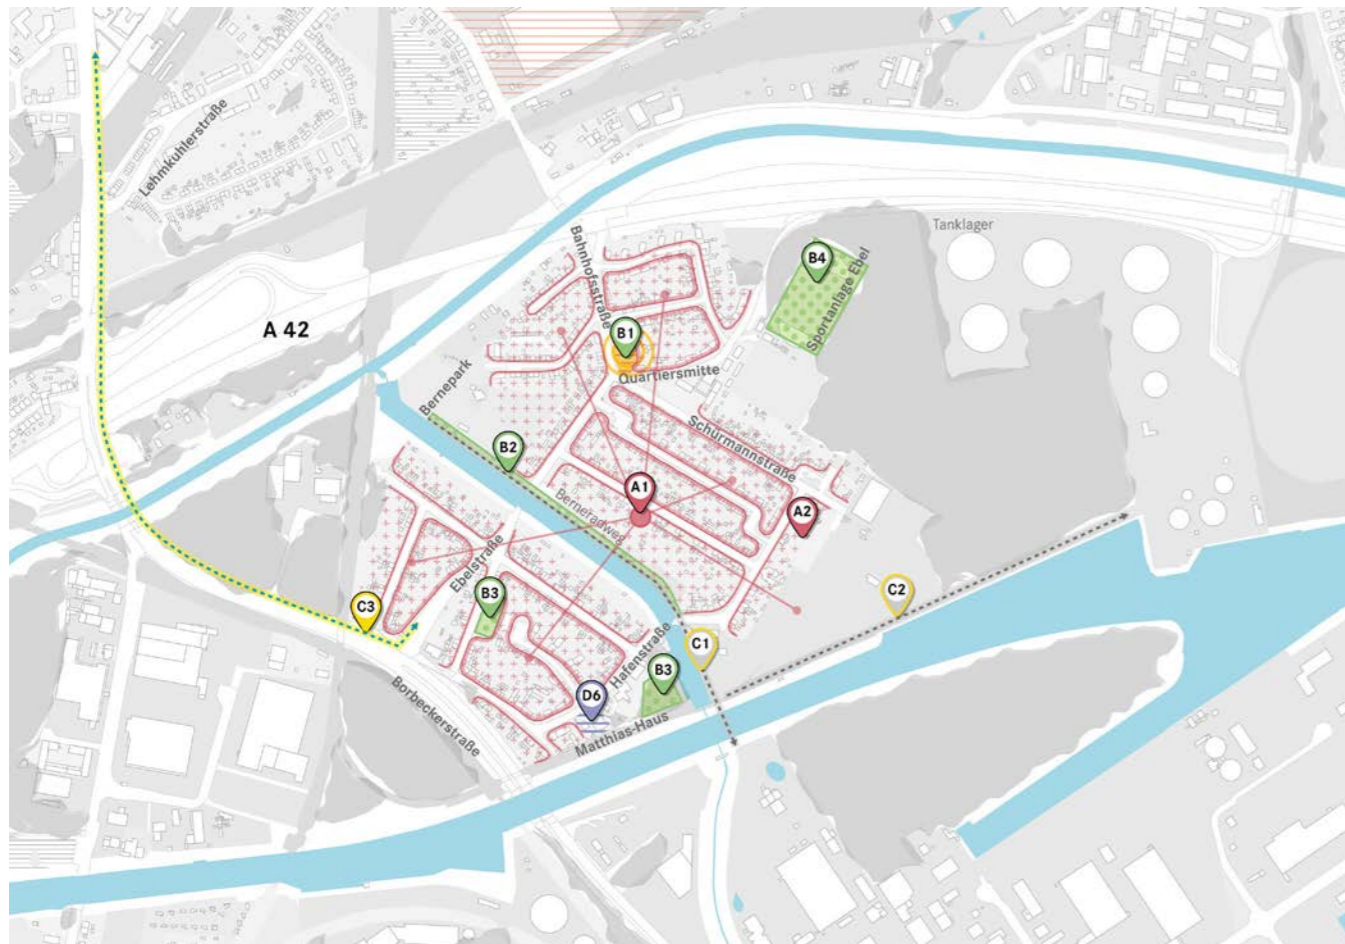 Lehmkuhlerstraße
Tanklager
Bahnhofsstraße
B4
Sportanlage Ebel
A 42
B1
Quartiersmitte
Bernepark
Schürmannstraße
B2
A1
Berneradweg
A2
Ebelstraße
B3
C3
C2
Hafenstraße
C1
B3
D6
Borbeckerstraße
Matthias-Haus